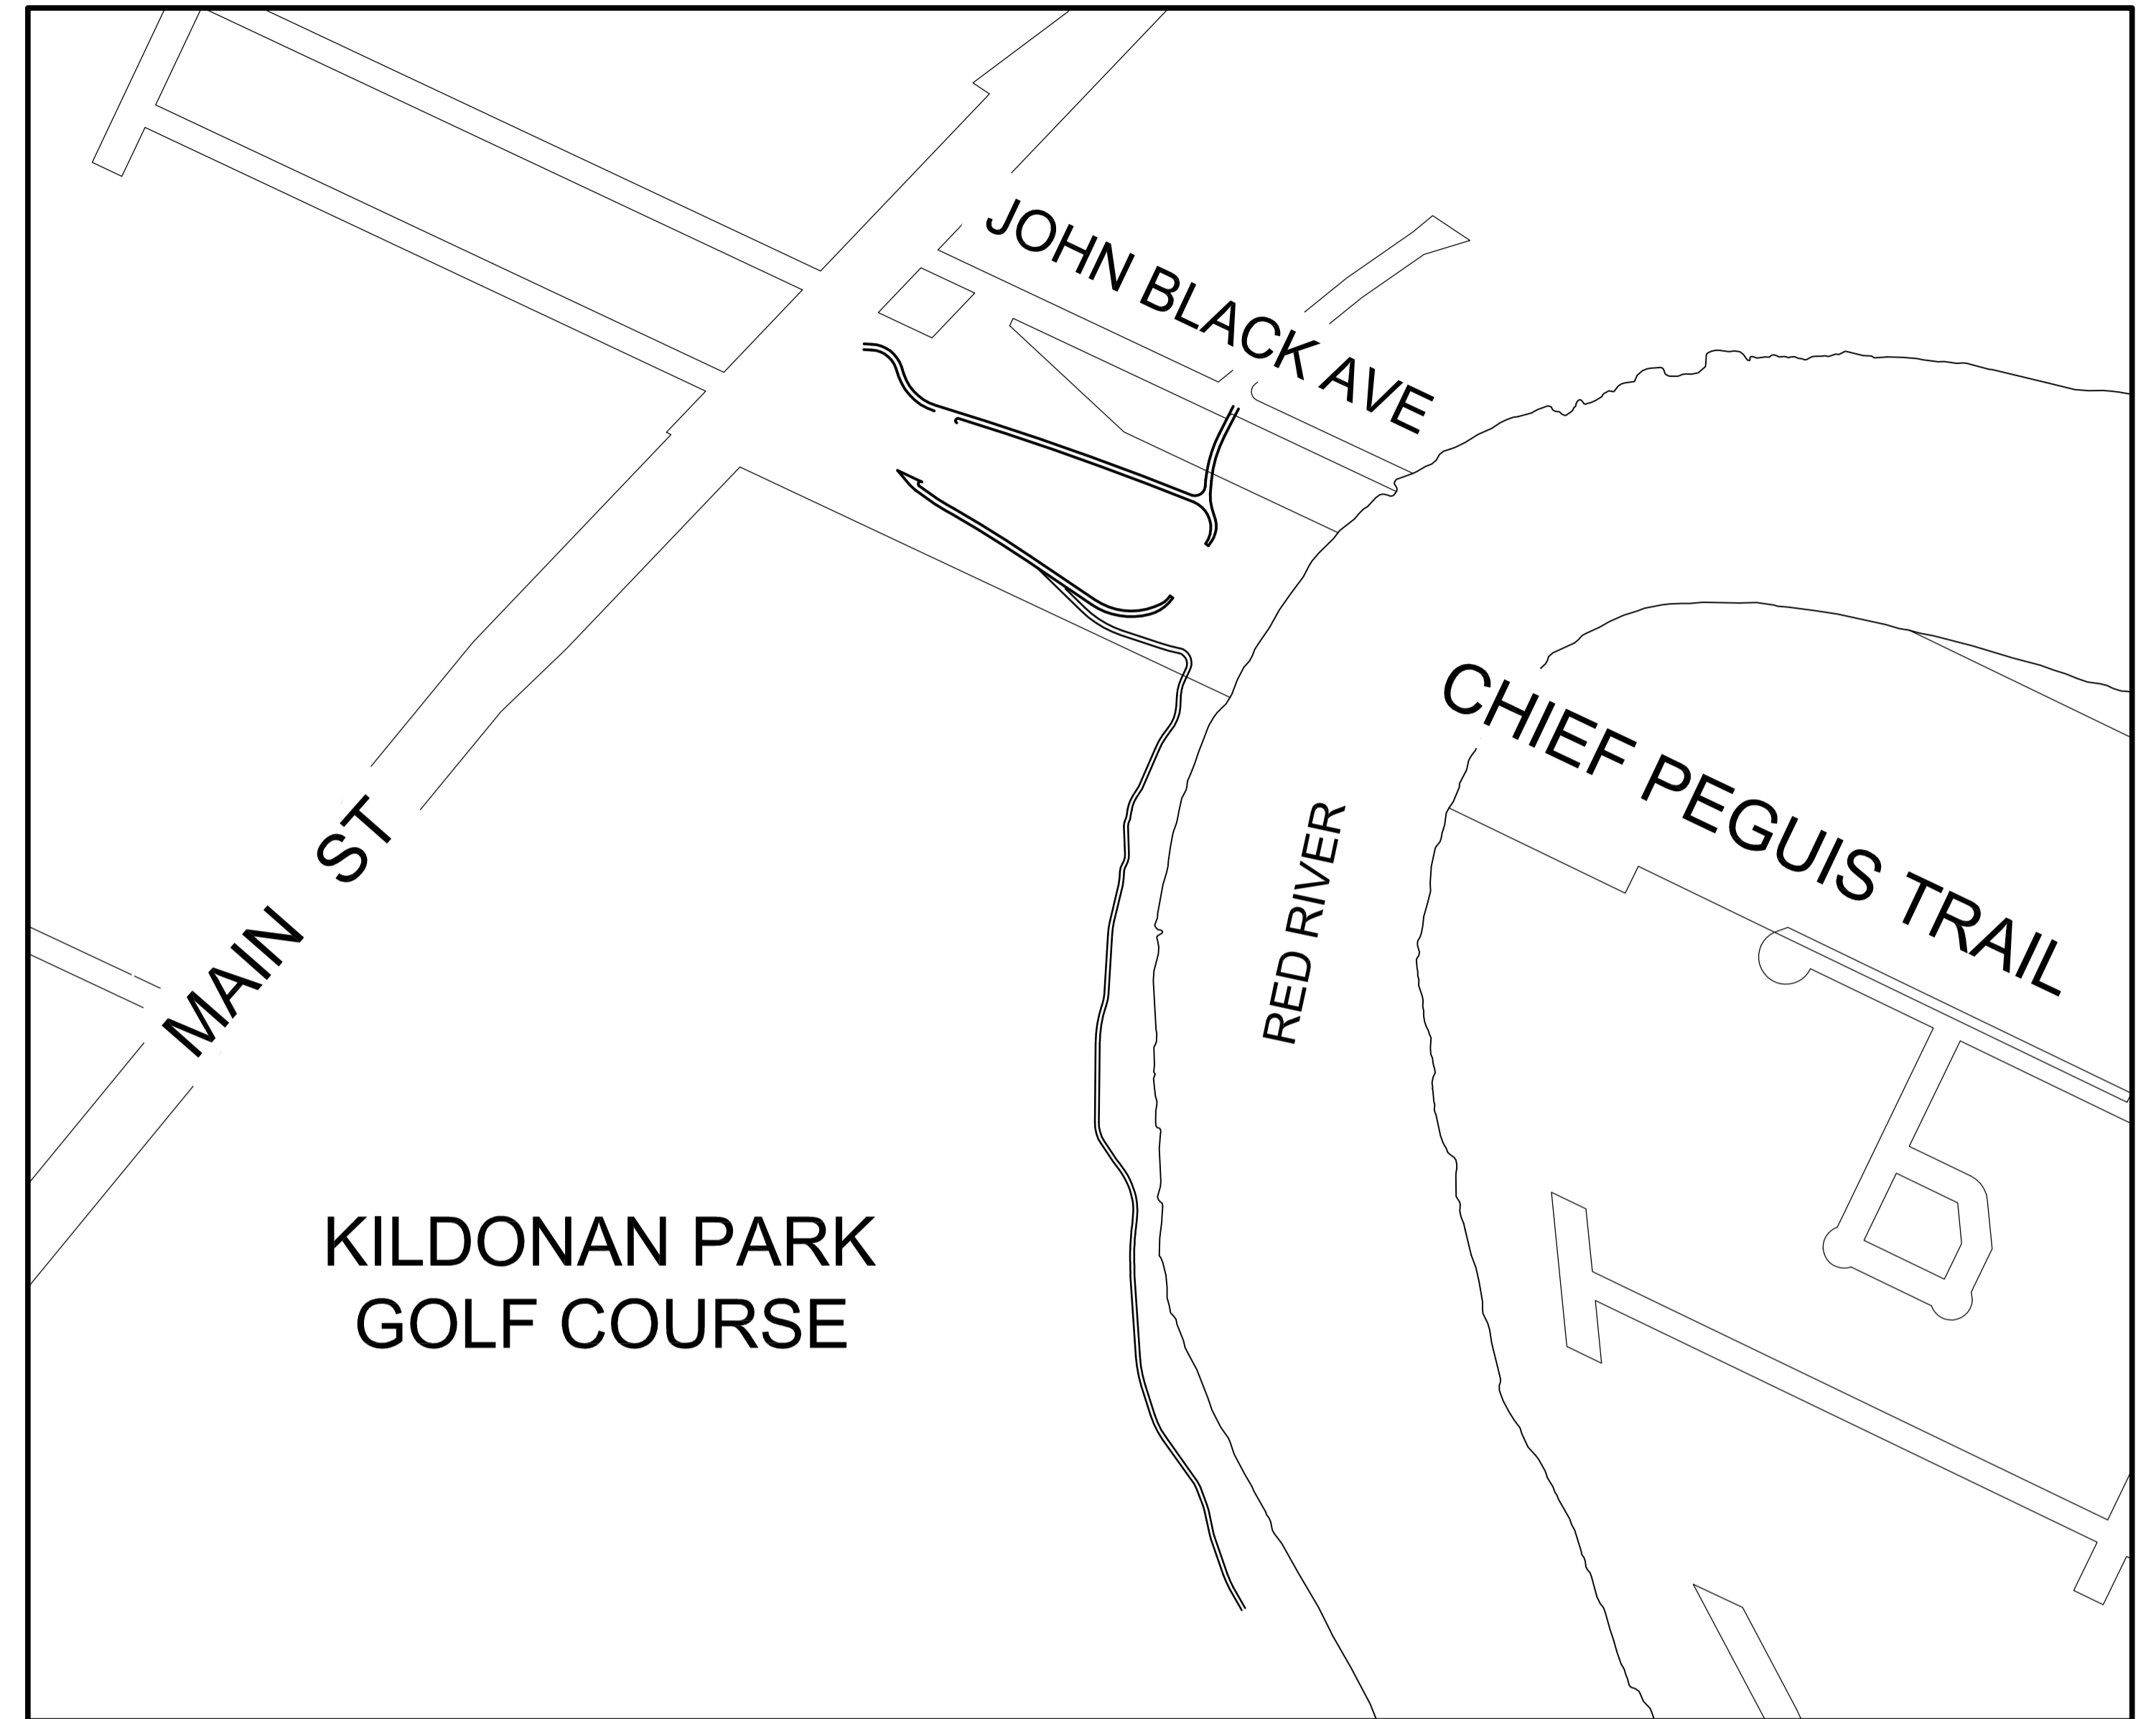 JOHN BLACK AVE
CHIEF PEGUIS TRAIL
MAIN ST
RED RIVER
KILDONAN PARK
GOLF COURSE